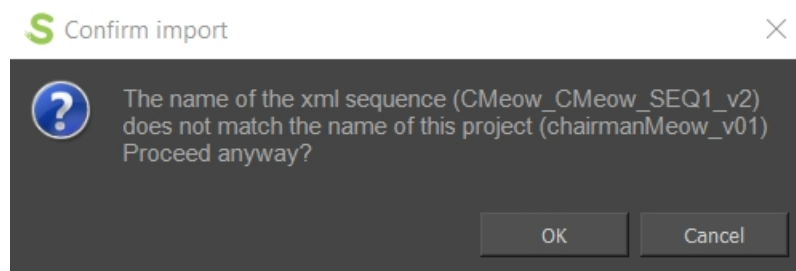 Confirm import
The name of the xml sequence (CMeow_CMeow_SEQ1_v2)
does not match the name of this project (chairmanMeow_v01)
Proceed anyway?
OK
Cancel